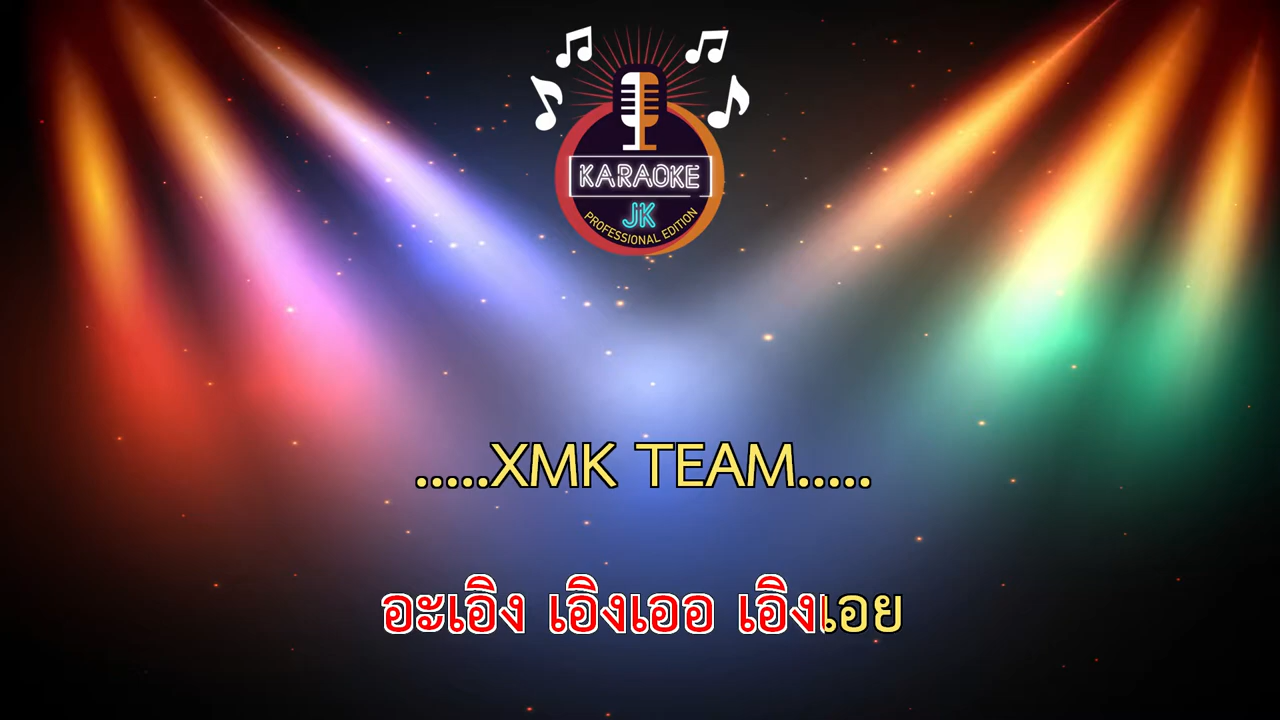 KARAOKE
JK
PROFESSIONAL EDITION
.....XMK TEAM.....
อะเอิง เอิงเออ เอิงเอย